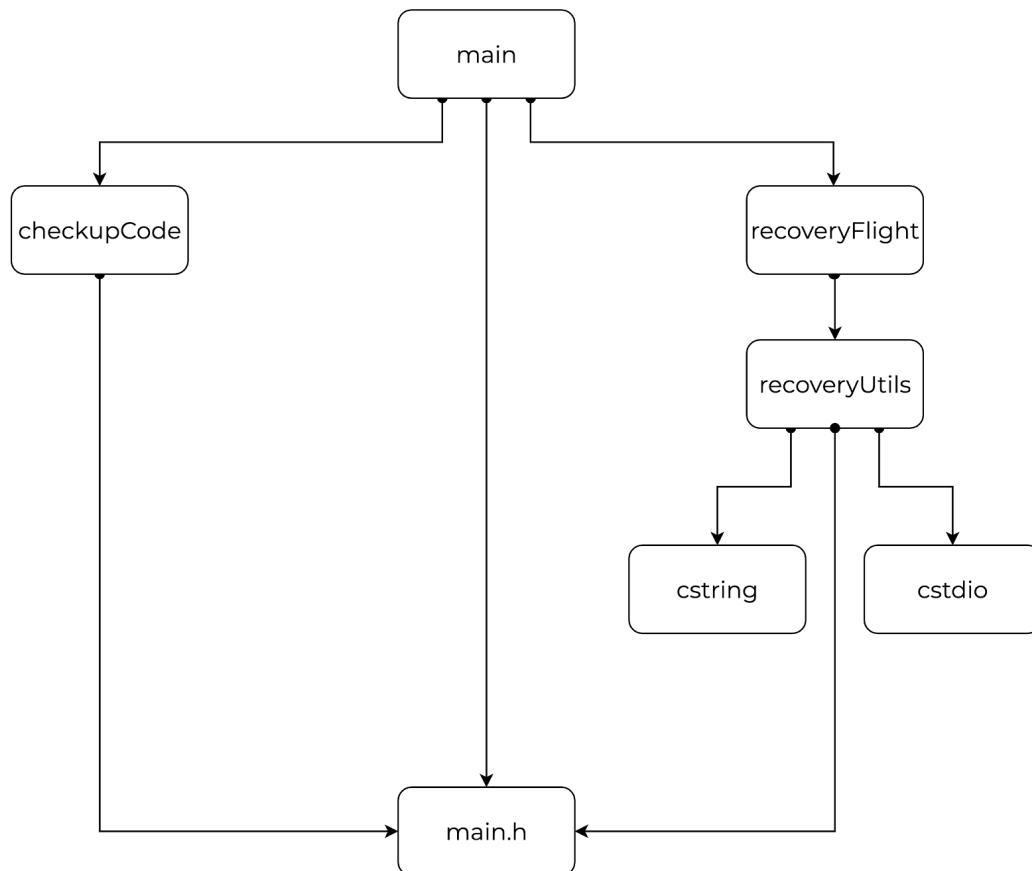 main
checkupCode
recoveryFlight
recoveryUtils
cstring
cstdio
main.h